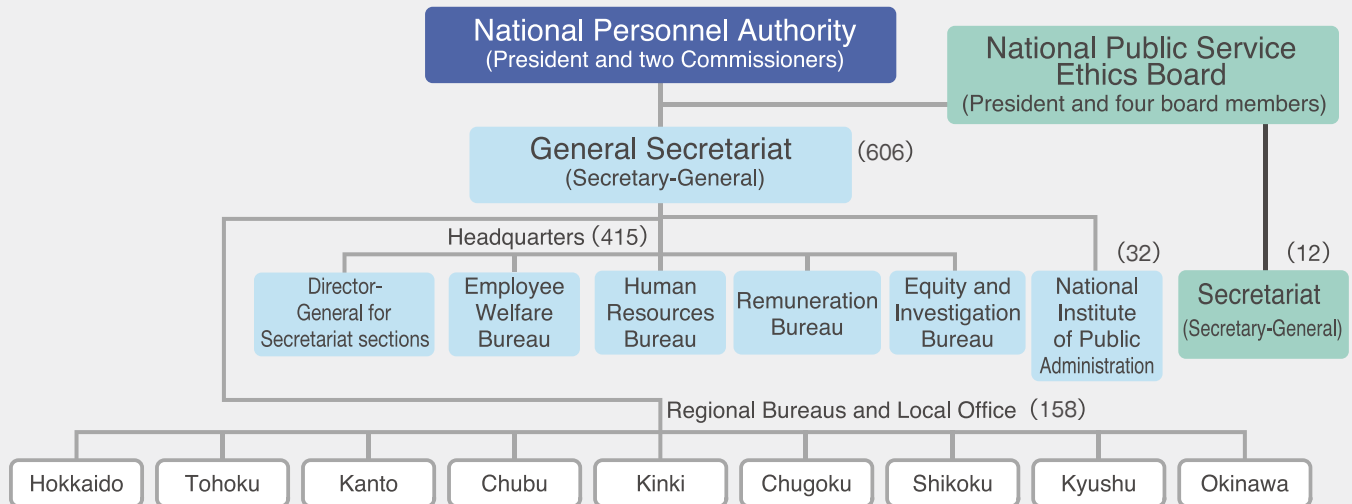 National Personnel Authority
(President and two Commissioners)
National Public Service
Ethics Board
(President and four board members)
General Secretariat
(Secretary-General)
(606)
Headquarters (415)
(32)
(12)
Director-
General for
Secretariat sections
Employee
Welfare
Bureau
Human
Resources
Bureau
Remuneration
Bureau
Equity and
Investigation
Bureau
National
Institute
of Public
Administration
Secretariat
(Secretary-General)
Regional Bureaus and Local Office (158)
Hokkaido
Tohoku
Kanto
Chubu
Kinki
Chugoku
Shikoku
Kyushu
Okinawa